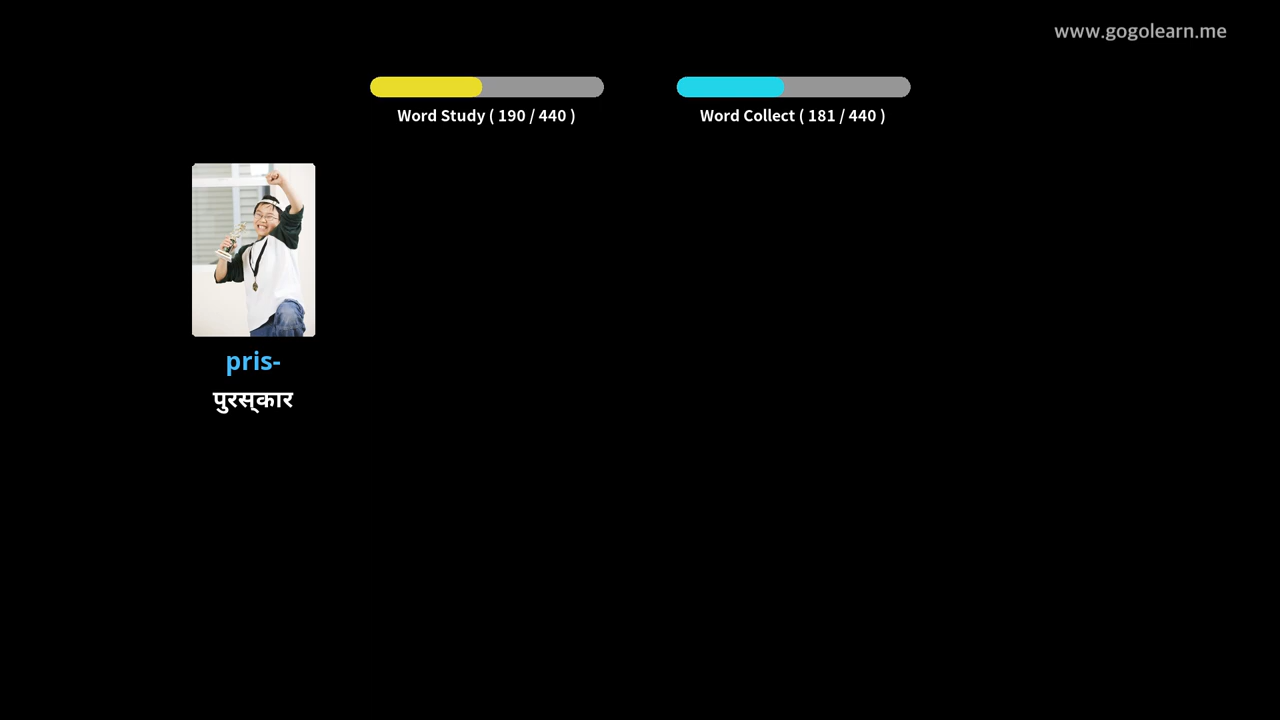 www.gogolearn.me
Word Study ( 190 / 440 )
Word Collect ( 181 / 440 )
pris-
पुरस्कार